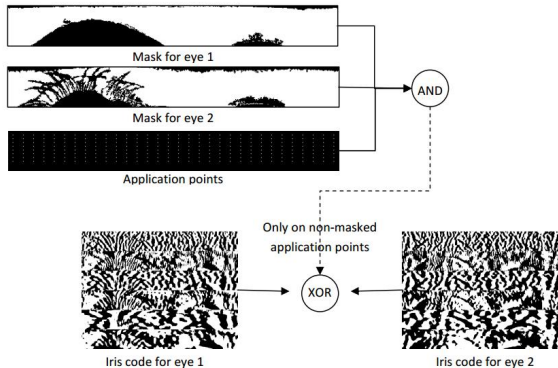 Mask for eye 1
Mask for eye 2
AND
Application points
Only on non-masked
application points
XOR
Iris code for eye 1
Iris code for eye 2